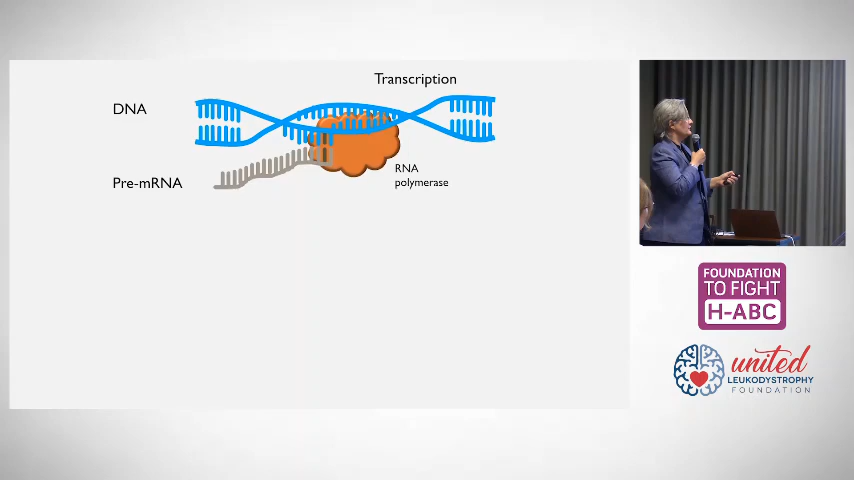 Transcription
DNA
RNA
polymerase
Pre-mRNA
FOUNDATION
TO FIGHT
H-ABC
united
LEUKODYSTROPHY
FOUNDATION